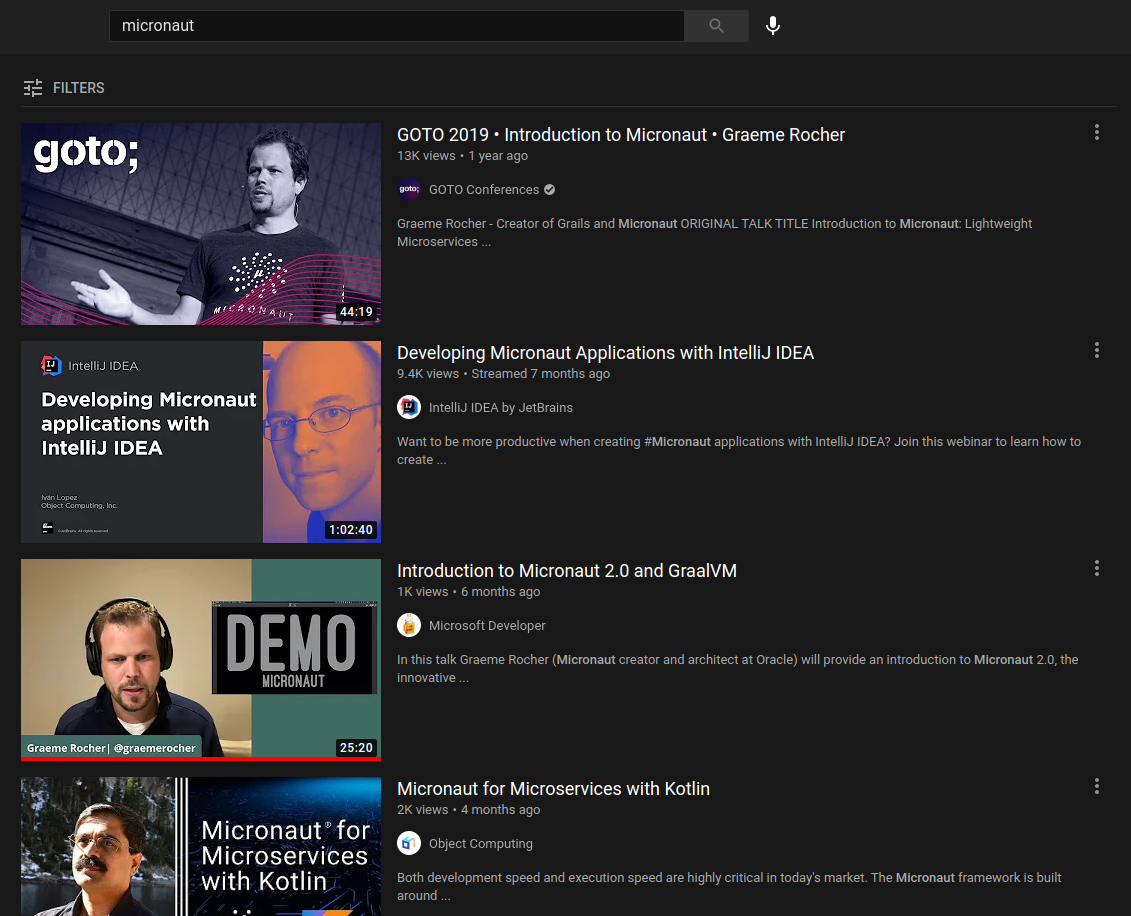 micronaut
FILTERS
goto;
MICRONAUT
44:19
GOTO 2019 • Introduction to Micronaut • Graeme Rocher
13K views • 1 year ago
goto;
GOTO Conferences
Graeme Rocher - Creator of Grails and Micronaut ORIGINAL TALK TITLE Introduction to Micronaut: Lightweight
Microservices ...
IJ IntelliJ IDEA
Developing Micronaut
applications with
IntelliJ IDEA
Iván Lopez
Object Computing, Inc.
©JetBrains. All rights reserved
1:02:40
Developing Micronaut Applications with IntelliJ IDEA
9.4K views • Streamed 7 months ago
IJ
IntelliJ IDEA by JetBrains
Want to be more productive when creating #Micronaut applications with IntelliJ IDEA? Join this webinar to learn how to
create ...
DEMO
MICRONAUT
Graeme Rocher| @graemerocher
25:20
Introduction to Micronaut 2.0 and GraalVM
1K views • 6 months ago
Microsoft Developer
In this talk Graeme Rocher (Micronaut creator and architect at Oracle) will provide an introduction to Micronaut 2.0, the
innovative ...
Micronaut® for
Microservices
with Kotlin
Micronaut for Microservices with Kotlin
2K views • 4 months ago
Object Computing
Both development speed and execution speed are highly critical in today's market. The Micronaut framework is built
around ...